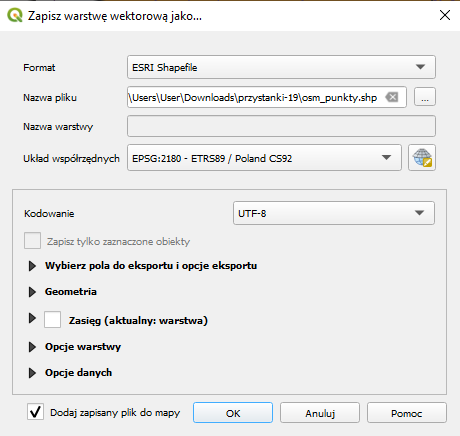 Zapisz warstwę wektorową jako...
Format ESRI Shapefile
Nazwa pliku \Users\User\Downloads\przystanki-19\osm_punkty.shp ...
Nazwa warstwy
Układ współrzędnych EPSG:2180 - ETRS89 / Poland CS92
Kodowanie UTF-8
Zapisz tylko zaznaczone obiekty
Wybierz pola do eksportu i opcje eksportu
Geometria
Zasięg (aktualny: warstwa)
Opcje warstwy
Opcje danych
Dodaj zapisany plik do mapy OK Anuluj Pomoc